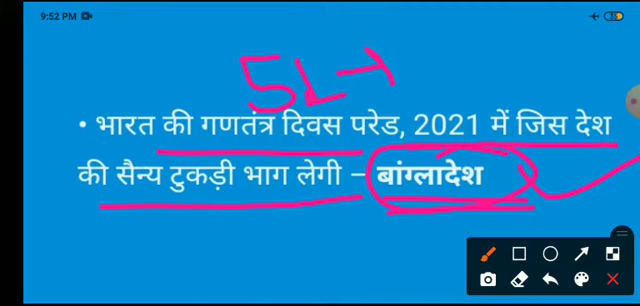 9:52 PM
• भारत की गणतंत्र दिवस परेड, 2021 में जिस देश
की सैन्य टुकड़ी भाग लेगी – बांग्लादेश